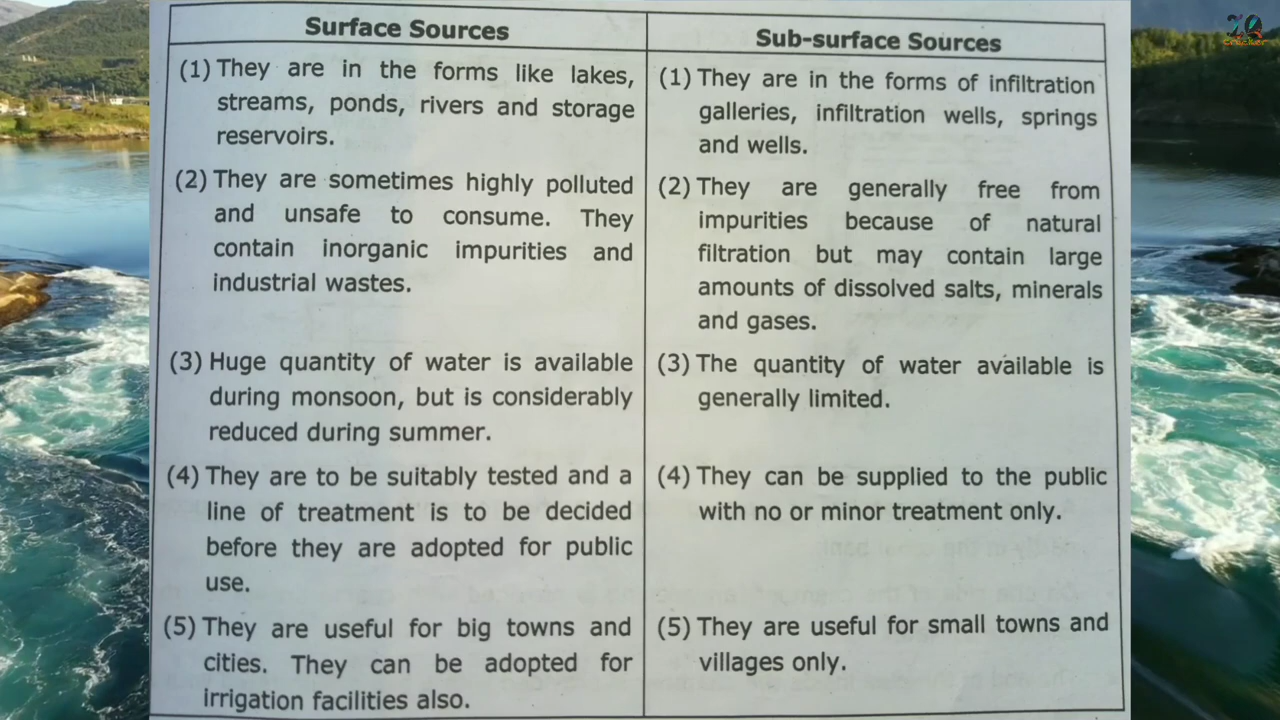 Surface Sources
(1) They are in the forms like lakes,
streams, ponds, rivers and storage
reservoirs.
(2) They are sometimes highly polluted
and unsafe to consume. They
contain inorganic impurities and
industrial wastes.
(3) Huge quantity of water is available
during monsoon, but is considerably
reduced during summer.
(4) They are to be suitably tested and a
line of treatment is to be decided
before they are adopted for public
use.
(5) They are useful for big towns and
cities. They can be adopted for
irrigation facilities also.
Sub-surface Sources
(1) They are in the forms of infiltration
galleries, infiltration wells, springs
and wells.
(2) They are generally free from
impurities because of natural
filtration but may contain large
amounts of dissolved salts, minerals
and gases.
(3) The quantity of water available is
generally limited.
(4) They can be supplied to the public
with no or minor treatment only.
(5) They are useful for small towns and
villages only.